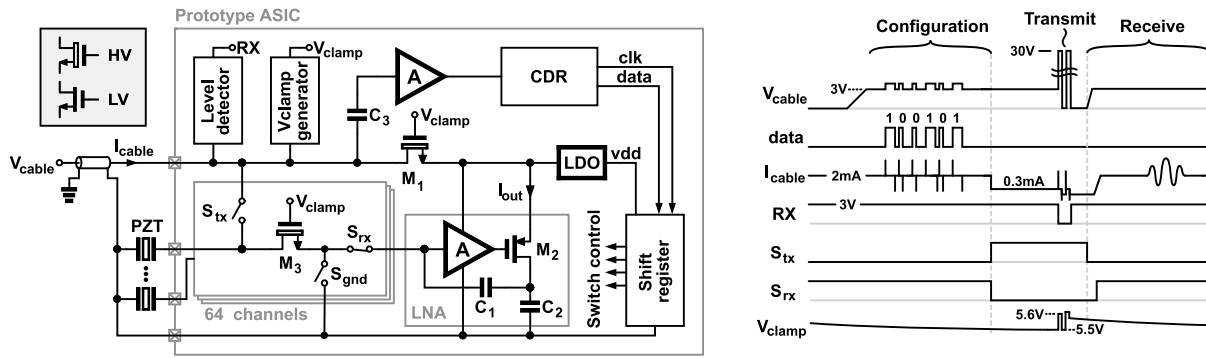 Prototype ASIC
HV
LV
RX
Level detector
Vclamp
Vclamp generator
A
C3
CDR
clk
data
Vclamp
M1
Vcable
Icable
LDO
vdd
Iout
Stx
Vclamp
M3
Srx
Sgnd
A
M2
C1
C2
LNA
PZT
64 channels
Switch control
Shift register
Configuration
Transmit
Receive
30V
3V
Vcable
data
1 0 0 1 0 1
Icable
2mA
0.3mA
RX
3V
Stx
Srx
Vclamp
5.6V
5.5V